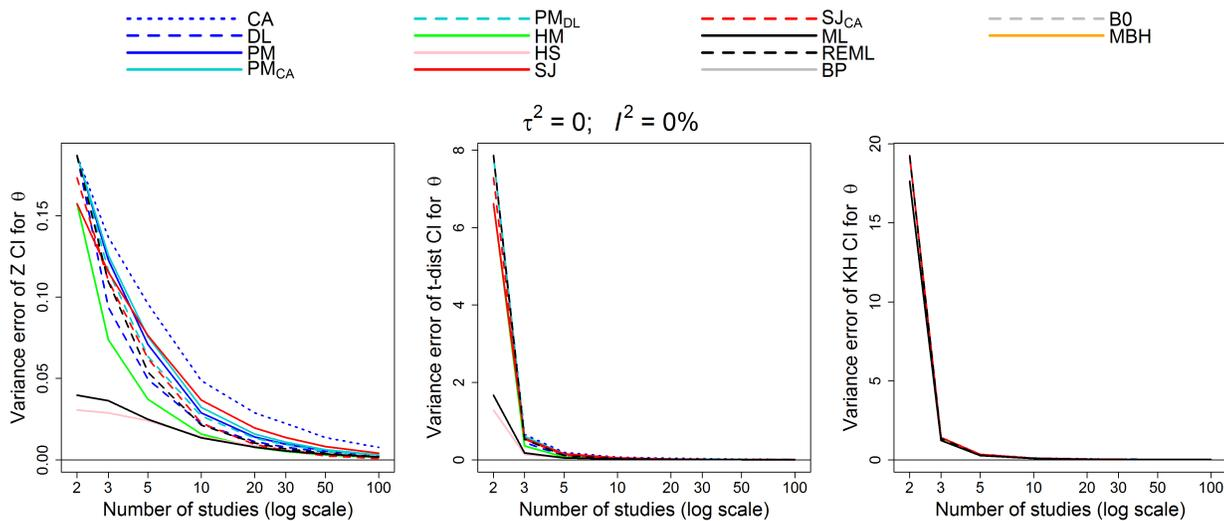 CA PM_DL SJ_CA B0
DL HM ML MBH
PM HS REML
PM_CA SJ BP
τ² = 0; I² = 0%
Variance error of Z CI for θ
0.15
0.10
0.05
0.00
2 3 5 10 20 30 50 100
Number of studies (log scale)
Variance error of t-dist CI for θ
8
6
4
2
0
2 3 5 10 20 30 50 100
Number of studies (log scale)
Variance error of KH CI for θ
20
15
10
5
0
2 3 5 10 20 30 50 100
Number of studies (log scale)